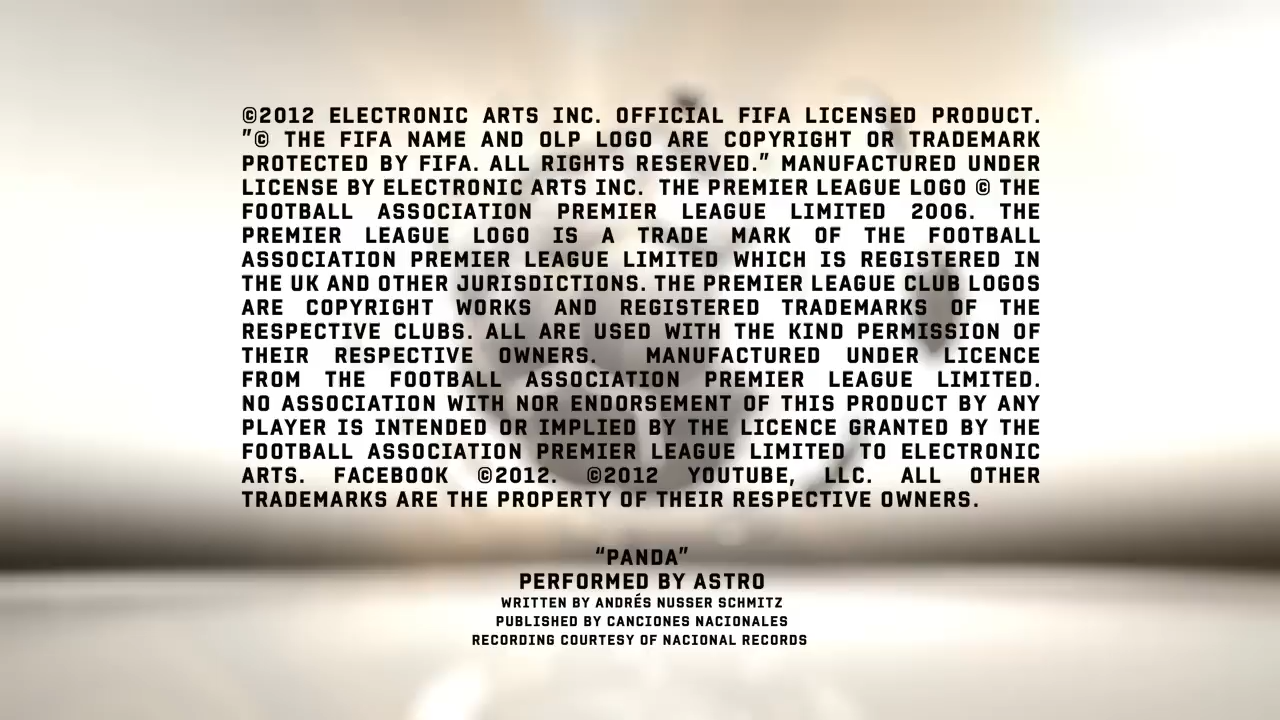 ©2012 ELECTRONIC ARTS INC. OFFICIAL FIFA LICENSED PRODUCT.
"© THE FIFA NAME AND OLP LOGO ARE COPYRIGHT OR TRADEMARK
PROTECTED BY FIFA. ALL RIGHTS RESERVED." MANUFACTURED UNDER
LICENSE BY ELECTRONIC ARTS INC. THE PREMIER LEAGUE LOGO © THE
FOOTBALL ASSOCIATION PREMIER LEAGUE LIMITED 2006. THE
PREMIER LEAGUE LOGO IS A TRADE MARK OF THE FOOTBALL
ASSOCIATION PREMIER LEAGUE LIMITED WHICH IS REGISTERED IN
THE UK AND OTHER JURISDICTIONS. THE PREMIER LEAGUE CLUB LOGOS
ARE COPYRIGHT WORKS AND REGISTERED TRADEMARKS OF THE
RESPECTIVE CLUBS. ALL ARE USED WITH THE KIND PERMISSION OF
THEIR RESPECTIVE OWNERS. MANUFACTURED UNDER LICENCE
FROM THE FOOTBALL ASSOCIATION PREMIER LEAGUE LIMITED.
NO ASSOCIATION WITH NOR ENDORSEMENT OF THIS PRODUCT BY ANY
PLAYER IS INTENDED OR IMPLIED BY THE LICENCE GRANTED BY THE
FOOTBALL ASSOCIATION PREMIER LEAGUE LIMITED TO ELECTRONIC
ARTS. FACEBOOK ©2012. ©2012 YOUTUBE, LLC. ALL OTHER
TRADEMARKS ARE THE PROPERTY OF THEIR RESPECTIVE OWNERS.
“PANDA”
PERFORMED BY ASTRO
WRITTEN BY ANDRÉS NUSSER SCHMITZ
PUBLISHED BY CANCIONES NACIONALES
RECORDING COURTESY OF NACIONAL RECORDS